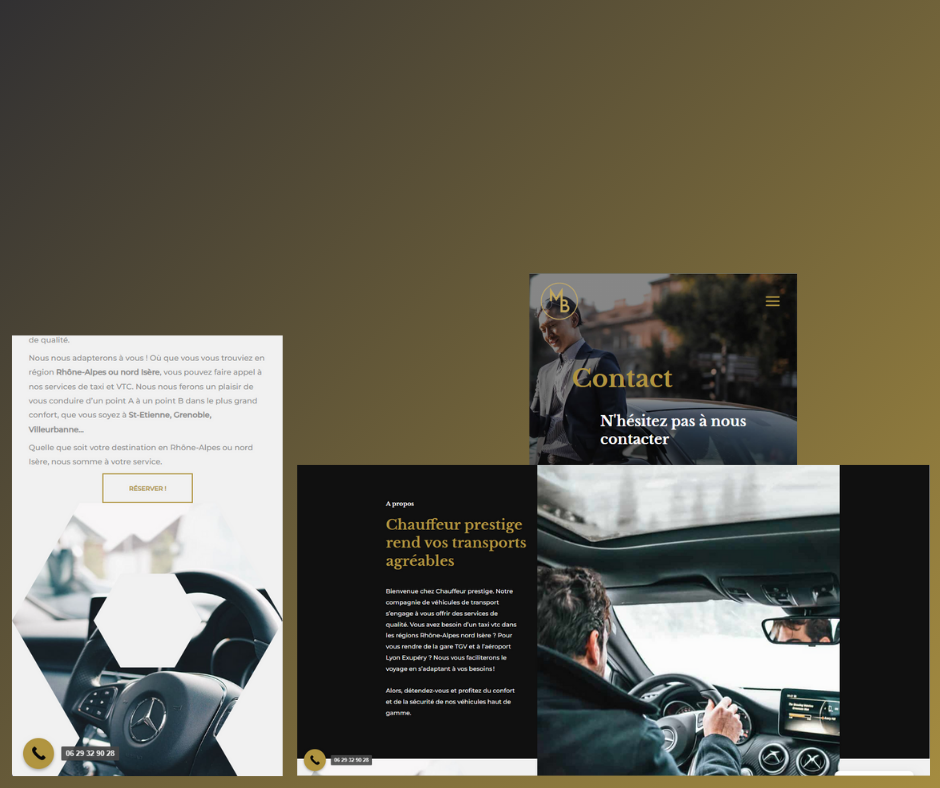 de qualité.
Nous nous adapterons à vous ! Où que vous vous trouviez en
région Rhône-Alpes ou nord Isère, vous pouvez faire appel à
nos services de taxi et VTC. Nous nous ferons un plaisir de
vous conduire d'un point A à un point B dans le plus grand
confort, que vous soyez à St-Etienne, Grenoble,
Villeurbanne...
Quelle que soit votre destination en Rhône-Alpes ou nord
Isère, nous somme à votre service.
RÉSERVER !
06 29 32 90 28
MB
Contact
N'hésitez pas à nous
contacter
A propos
Chauffeur prestige
rend vos transports
agréables
Bienvenue chez Chauffeur prestige. Notre
compagnie de véhicules de transport
s'engage à vous offrir des services de
qualité. Vous avez besoin d'un taxi vtc dans
les régions Rhône-Alpes nord Isère ? Pour
vous rendre de la gare TGV et à l'aéroport
Lyon Exupéry ? Nous vous faciliterons le
voyage en s'adaptant à vos besoins !
Alors, détendez-vous et profitez du confort
et de la sécurité de nos véhicules haut de
gamme.
06 29 32 90 28